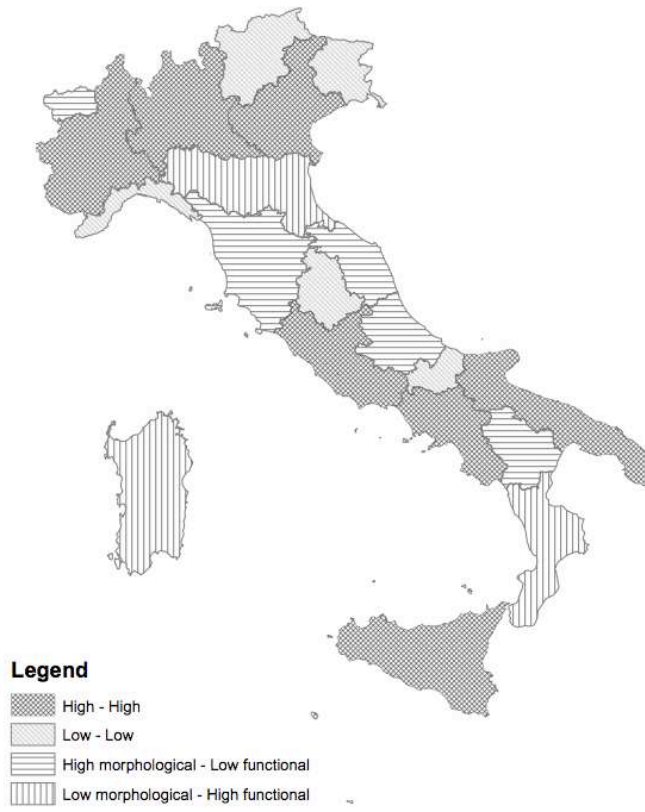 Legend
High - High
Low - Low
High morphological - Low functional
Low morphological - High functional